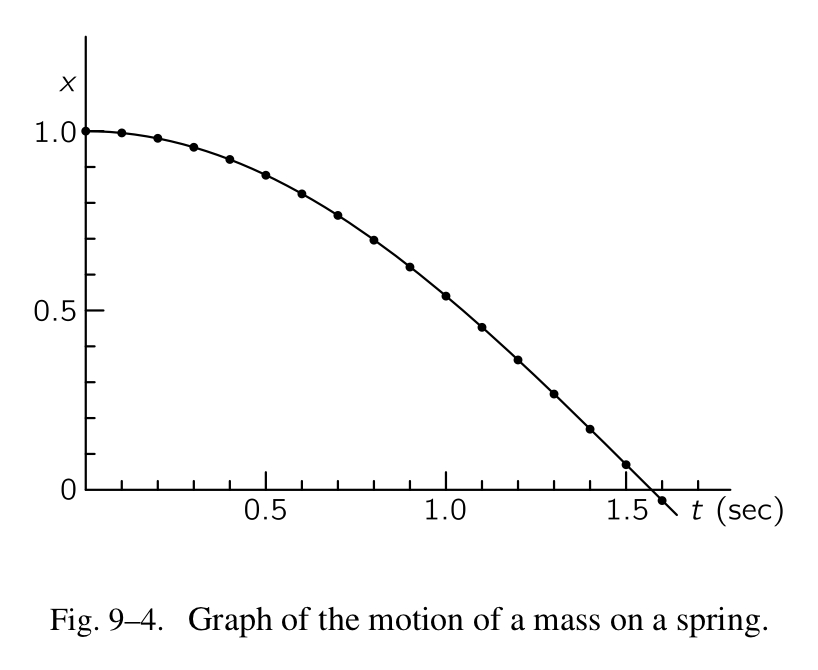 x
1.0
0.5
0
0.5 1.0 1.5 t (sec)
Fig. 9–4. Graph of the motion of a mass on a spring.